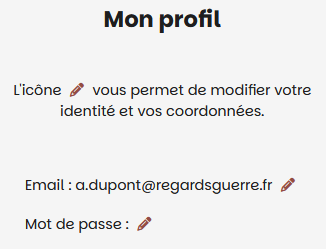 Mon profil
L'icône vous permet de modifier votre
identité et vos coordonnées.
Email : a.dupont@regardsguerre.fr
Mot de passe :